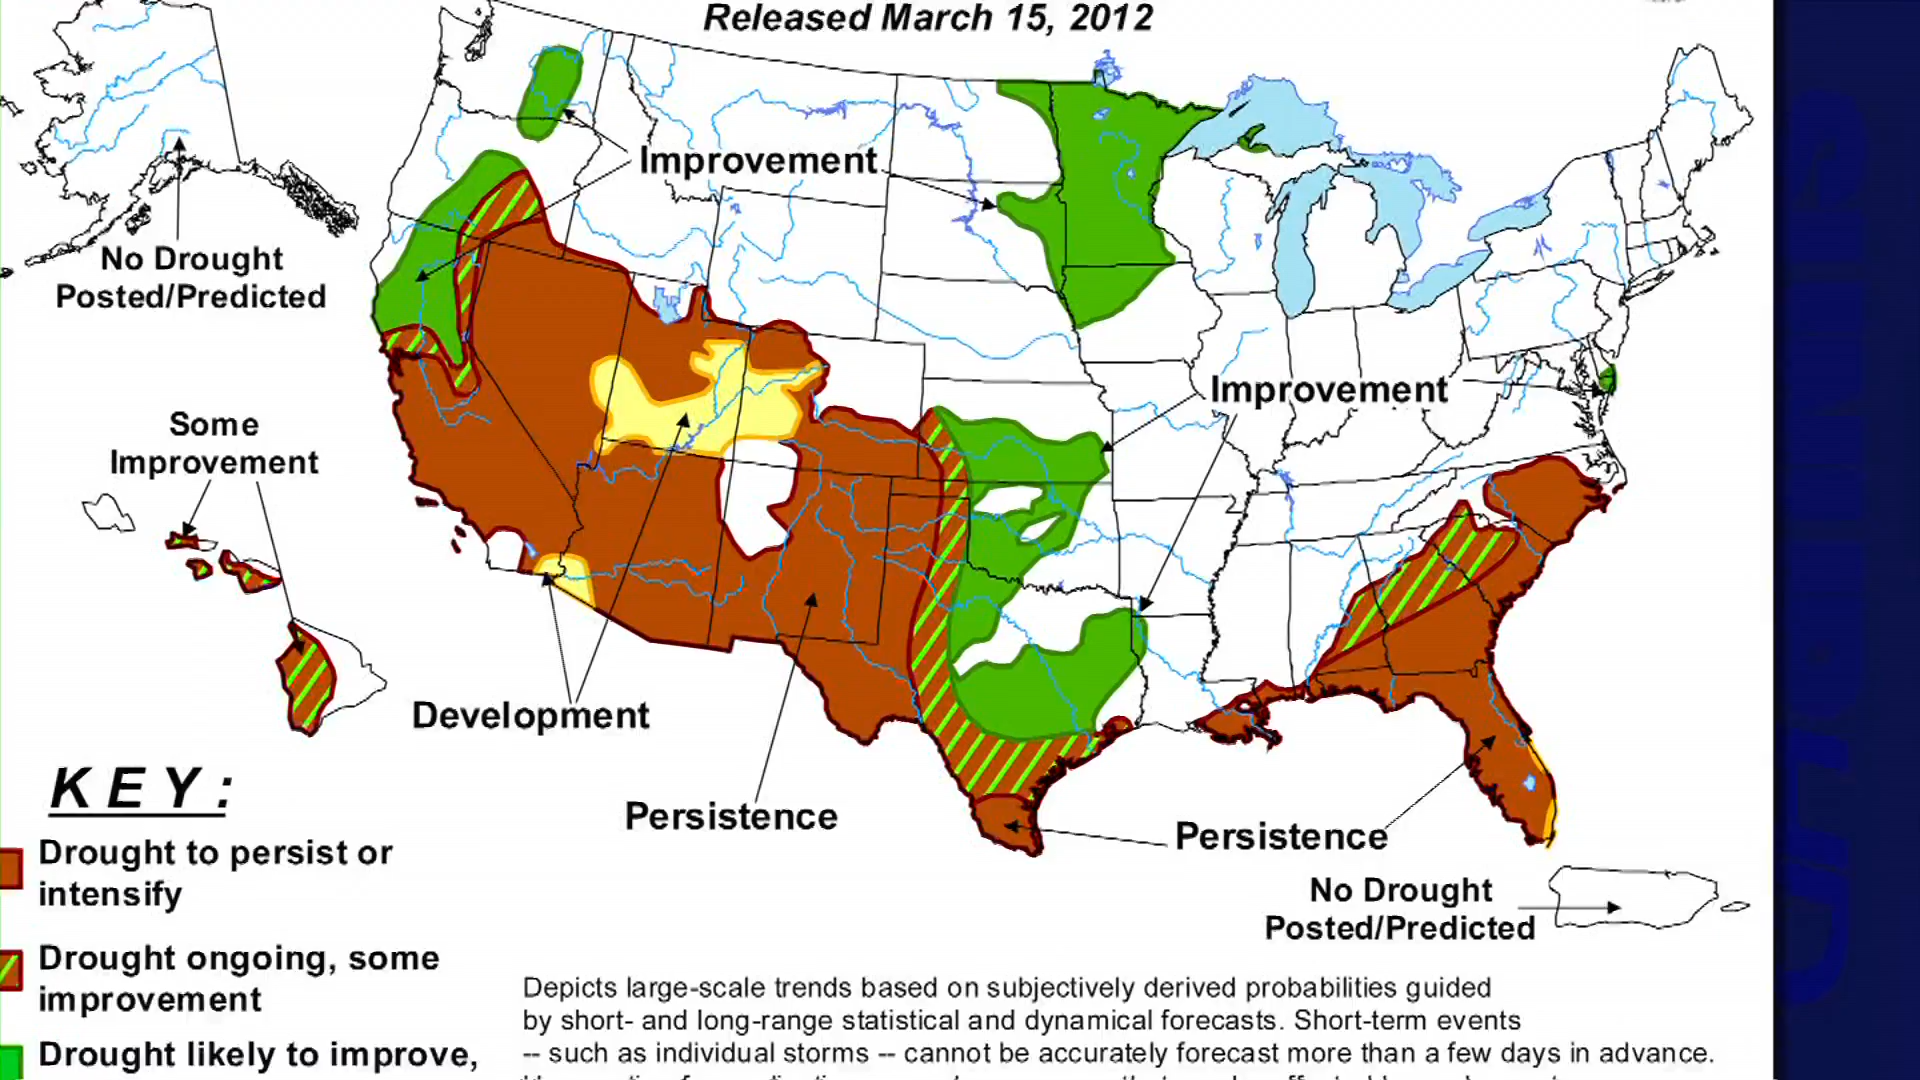 Released March 15, 2012
Improvement
No Drought
Posted/Predicted
Improvement
Some
Improvement
Development
Persistence
Persistence
No Drought
Posted/Predicted
KEY:
Drought to persist or
intensify
Drought ongoing, some
improvement
Drought likely to improve,
Depicts large-scale trends based on subjectively derived probabilities guided
by short- and long-range statistical and dynamical forecasts. Short-term events
-- such as individual storms -- cannot be accurately forecast more than a few days in advance.